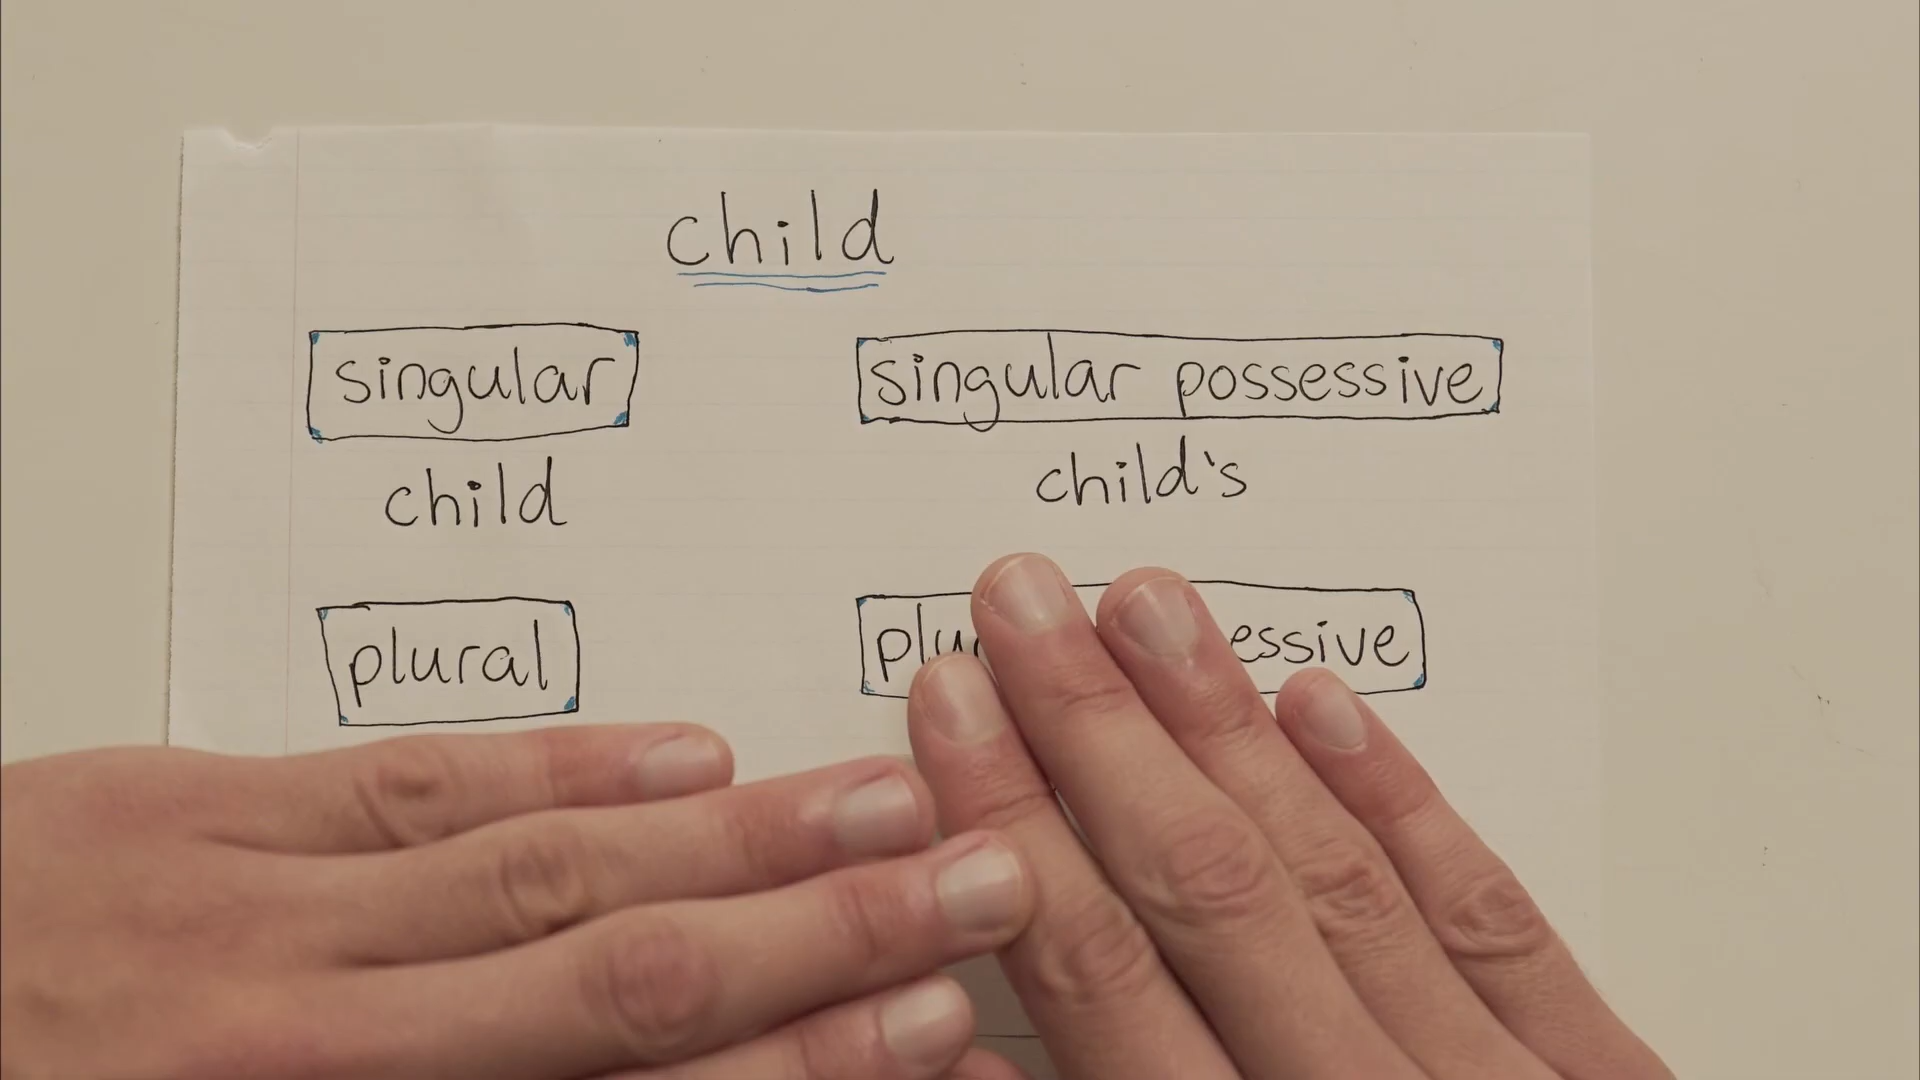 child
singular
singular possessive
child
child's
plural